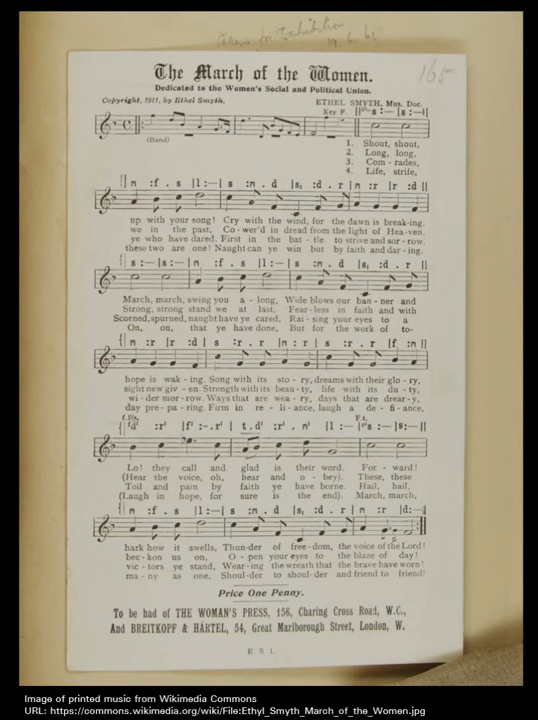 taken for Exhibition
165
The March of the Women.
Dedicated to the Women's Social and Political Union.
Copyright, 1911, by Ethel Smyth.
ETHEL SMYTH, Mus. Doc.
Key F.
(Band)
1. Shout, shout,
2. Long, long,
3. Com - rades,
4. Life, strife,
| m :f . s | l :— | s :m . d | s, :d . r | m :r | r :d ||
up with your song! Cry with the wind, for the dawn is break-ing.
we in the past, Co-wer'd in dread from the light of Hea-ven.
ye who have dared. First in the bat - tle to strive and sor - row.
these two are one! Naught can ye win but by faith and dar - ing.
| s :— | s :— | m :f . s | l :— | s :m . d | s, :d . r ||
March, march, swing you a - long, Wide blows our ban - ner and
Strong, strong stand we at last, Fear-less in faith and with
Scorned, spurned, naught have ye cared, Rai - sing your eyes to a
On, on, that ye have done, But for the work of to-
| m :r | r :d | s :r . r | m :r | s :r . r | f :m ||
hope is wak - ing. Song with its sto - ry, dreams with their glo - ry,
sight new giv - en. Strength with its beau - ty, life with its du - ty,
wi - der mor - row. Ways that are wea - ry, days that are drear - y,
day pre - pa - ring. Firm in re - li - ance, laugh a de - fi - ance,
f. Bb.
F. t.
Lo! they call and glad is their word. For - ward!
(Hear the voice, oh, hear and o - bey). These, these
Toil and pain by faith ye have borne. Hail, hail,
(Laugh in hope, for sure is the end). March, march,
| m :f . s | l :— | s :m . d | s, :d . r | m :r | d :— ||
hark how it swells, Thun-der of free-dom, the voice of the Lord!
bec - kon us on, O - pen your eyes to the blaze of day!
vic - tors ye stand, Wear-ing the wreath that the brave have worn!
ma - ny as one, Shoul-der to shoul-der and friend to friend!
Price One Penny.
To be had of THE WOMAN'S PRESS, 156, Charing Cross Road, W.C.,
And BREITKOPF & HÄRTEL, 54, Great Marlborough Street, London, W.
E. S. 1.
Image of printed music from Wikimedia Commons
URL: https://commons.wikimedia.org/wiki/File:Ethyl_Smyth_March_of_the_Women.jpg